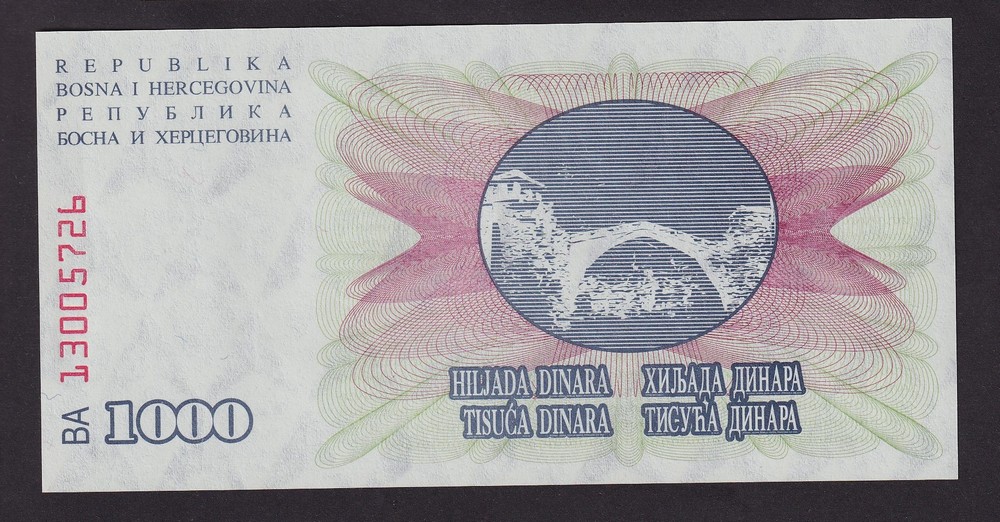 REPUBLIKA
BOSNA I HERCEGOVINA
РЕПУБЛИКА
БОСНА И ХЕРЦЕГОВИНА
13005726
BA 1000
HILJADA DINARA ХИЉАДА ДИНАРА
TISUĆA DINARA ТИСУЋА ДИНАРА